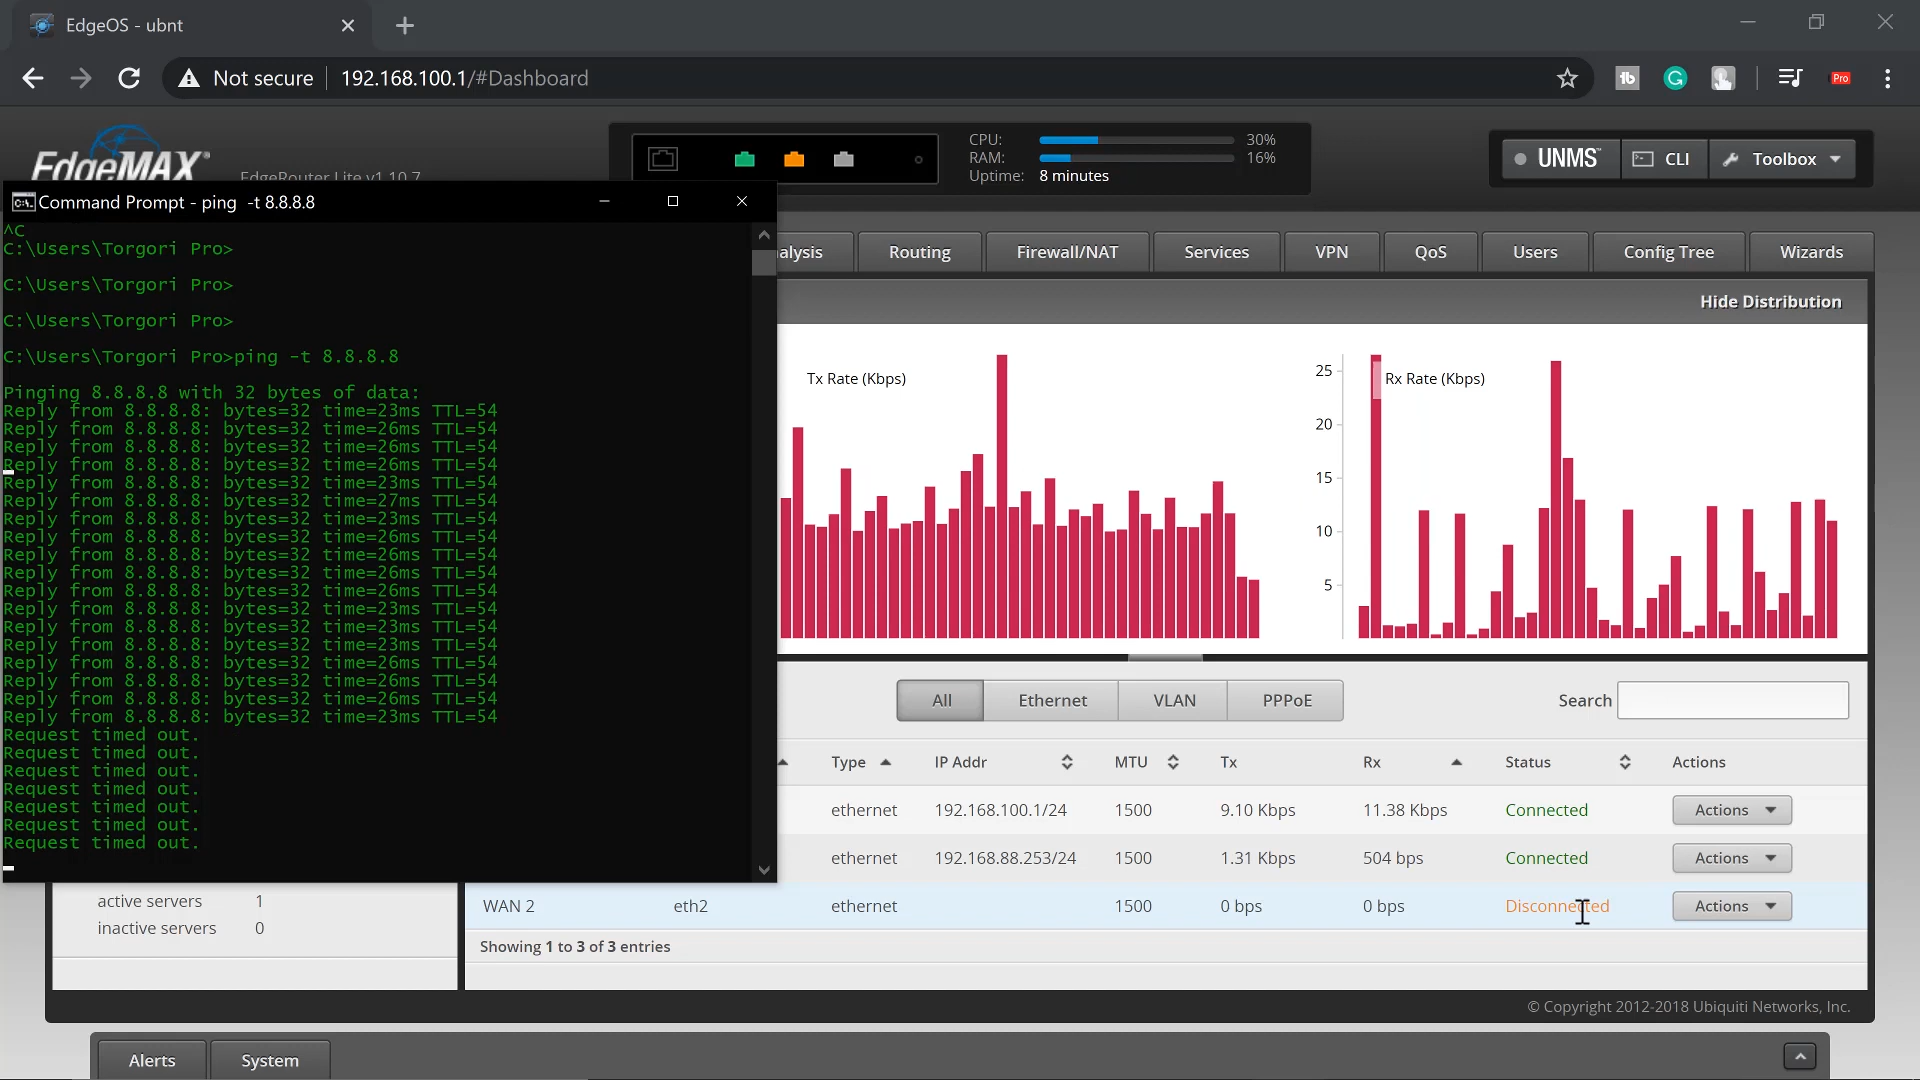 EdgeOS - ubnt
Not secure
192.168.100.1/#Dashboard
Pro
EdgeMAX
EdgeRouter Lite v1.10.7
CPU: 30%
RAM: 16%
Uptime: 8 minutes
UNMS™
CLI
Toolbox
Command Prompt - ping -t 8.8.8.8
^C
C:\Users\Torgori Pro>
C:\Users\Torgori Pro>
C:\Users\Torgori Pro>
C:\Users\Torgori Pro>ping -t 8.8.8.8
Pinging 8.8.8.8 with 32 bytes of data:
Reply from 8.8.8.8: bytes=32 time=23ms TTL=54
Reply from 8.8.8.8: bytes=32 time=26ms TTL=54
Reply from 8.8.8.8: bytes=32 time=26ms TTL=54
Reply from 8.8.8.8: bytes=32 time=26ms TTL=54
Reply from 8.8.8.8: bytes=32 time=23ms TTL=54
Reply from 8.8.8.8: bytes=32 time=27ms TTL=54
Reply from 8.8.8.8: bytes=32 time=23ms TTL=54
Reply from 8.8.8.8: bytes=32 time=26ms TTL=54
Reply from 8.8.8.8: bytes=32 time=26ms TTL=54
Reply from 8.8.8.8: bytes=32 time=26ms TTL=54
Reply from 8.8.8.8: bytes=32 time=26ms TTL=54
Reply from 8.8.8.8: bytes=32 time=23ms TTL=54
Reply from 8.8.8.8: bytes=32 time=23ms TTL=54
Reply from 8.8.8.8: bytes=32 time=23ms TTL=54
Reply from 8.8.8.8: bytes=32 time=26ms TTL=54
Reply from 8.8.8.8: bytes=32 time=26ms TTL=54
Reply from 8.8.8.8: bytes=32 time=26ms TTL=54
Reply from 8.8.8.8: bytes=32 time=23ms TTL=54
Request timed out.
Request timed out.
Request timed out.
Request timed out.
Request timed out.
Request timed out.
Request timed out.
alysis
Routing
Firewall/NAT
Services
VPN
QoS
Users
Config Tree
Wizards
Hide Distribution
Tx Rate (Kbps)
Rx Rate (Kbps)
25
20
15
10
5
All
Ethernet
VLAN
PPPoE
Search
Type IP Addr MTU Tx Rx Status Actions
ethernet 192.168.100.1/24 1500 9.10 Kbps 11.38 Kbps Connected Actions
ethernet 192.168.88.253/24 1500 1.31 Kbps 504 bps Connected Actions
WAN 2 eth2 ethernet 1500 0 bps 0 bps Disconnected Actions
Showing 1 to 3 of 3 entries
active servers 1
inactive servers 0
© Copyright 2012-2018 Ubiquiti Networks, Inc.
Alerts
System